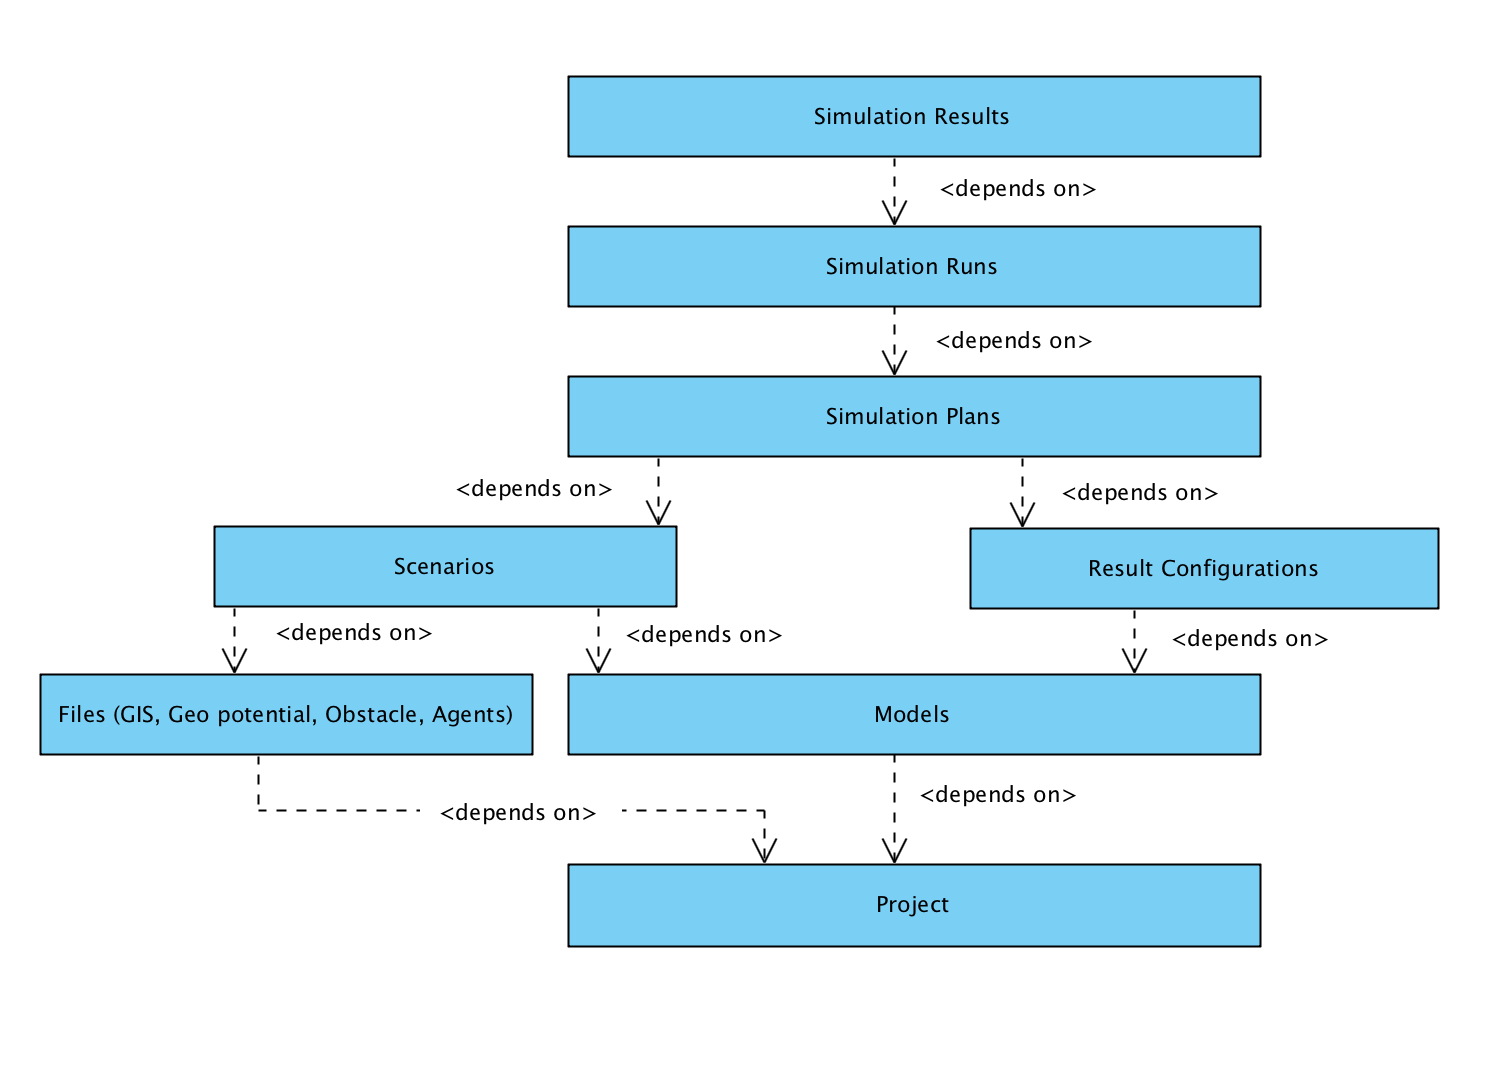 Simulation Results
<depends on>
Simulation Runs
<depends on>
Simulation Plans
<depends on>
<depends on>
Scenarios
Result Configurations
<depends on>
<depends on>
<depends on>
Files (GIS, Geo potential, Obstacle, Agents)
Models
<depends on>
<depends on>
Project